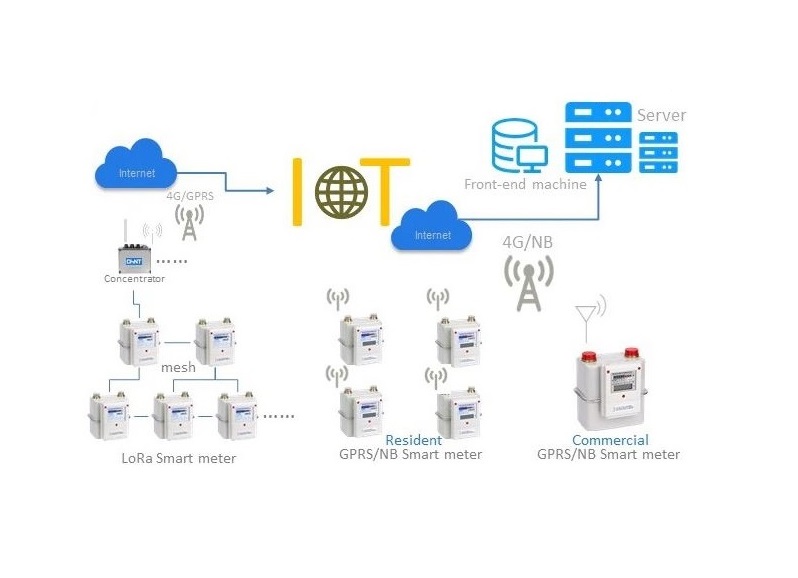 Server
Internet
4G/GPRS
IOT
Front-end machine
Internet
4G/NB
Concentrator
mesh
LoRa Smart meter
Resident
GPRS/NB Smart meter
Commercial
GPRS/NB Smart meter